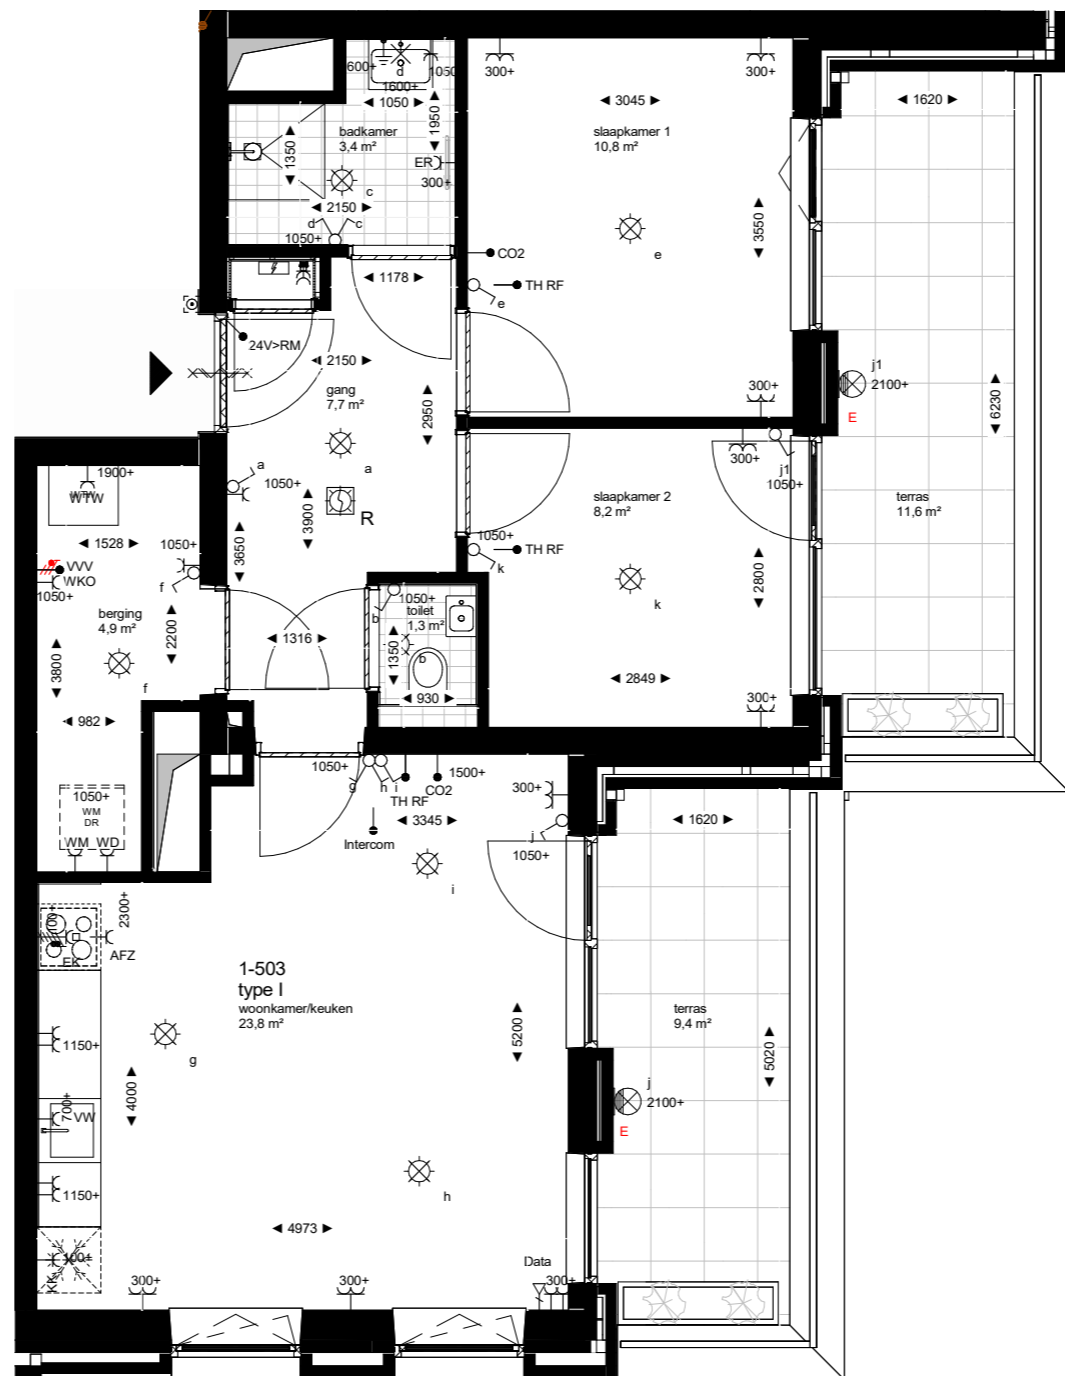 600+
d
1050
1600+
◄ 1050 ►
◄ 1950 ►
badkamer
3,4 m²
◄ 1350 ►
ER
300+
c
◄ 2150 ►
d
c
1050+
300+
300+
◄ 3045 ►
slaapkamer 1
10,8 m²
◄ 3550 ►
e
CO2
TH RF
e
300+
◄ 1620 ►
j1
2100+
E
◄ 6230 ►
terras
11,6 m²
◄ 1178 ►
24V>RM
◄ 2150 ►
gang
7,7 m²
◄ 2950 ►
a
a
1050+
◄ 3900 ►
R
◄ 3650 ►
◄ 1316 ►
300+
j1
1050+
slaapkamer 2
8,2 m²
1050+
TH RF
k
k
◄ 2800 ►
◄ 2849 ►
300+
1900+
WTW
◄ 1528 ►
1050+
VVV
WKO
1050+
f
berging
4,9 m²
◄ 2200 ►
◄ 3800 ►
f
◄ 982 ►
1050+
WM
DR
WM
WD
1050+
toilet
1,3 m²
b
◄ 1350 ►
b
◄ 930 ►
1050+
g
h
i
TH RF
CO2
1500+
◄ 3345 ►
Intercom
300+
j
1050+
i
◄ 1620 ►
100+
2300+
EK
AFZ
1-503
type I
woonkamer/keuken
23,8 m²
g
1150+
◄ 4000 ►
700+
VW
1150+
100+
KK
◄ 5200 ►
h
◄ 4973 ►
Data
300+
300+
300+
terras
9,4 m²
◄ 5020 ►
j
2100+
E